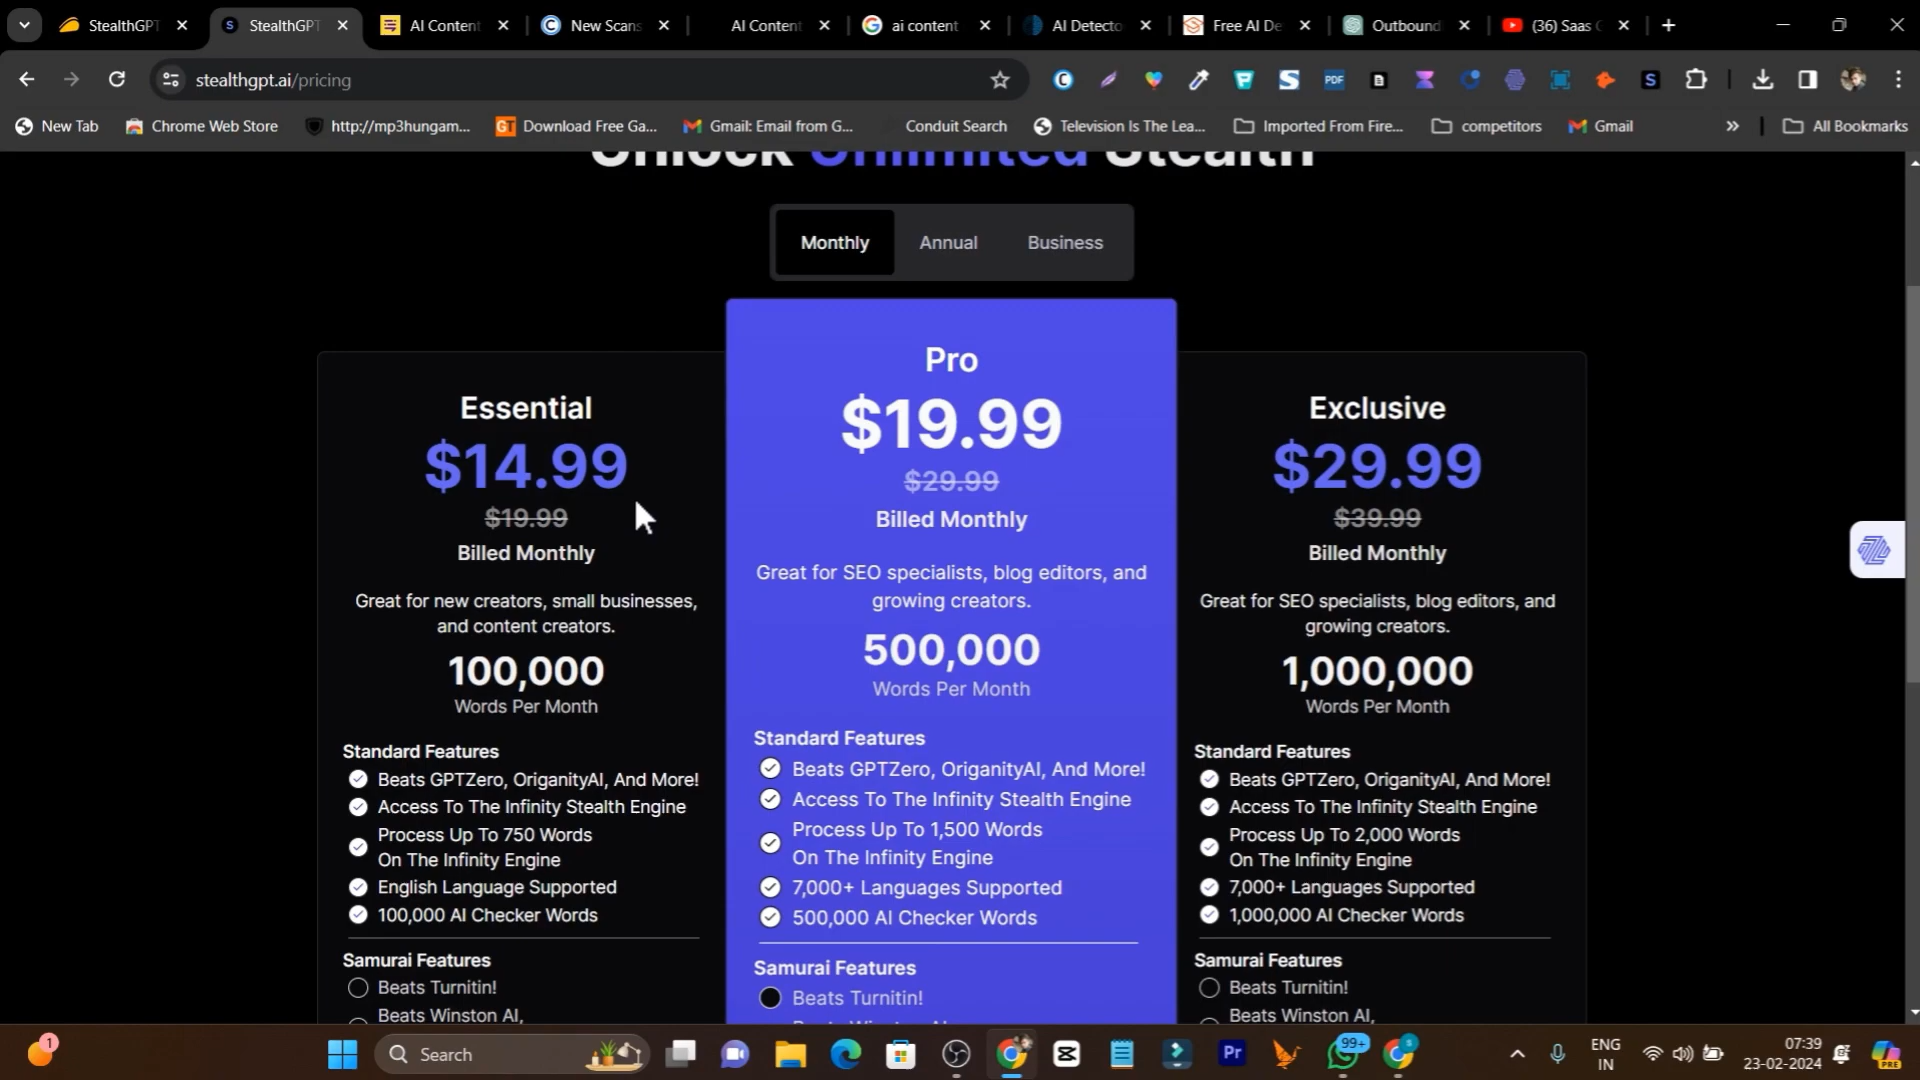 StealthGPT
StealthGPT
AI Content
New Scans
AI Content
ai content
AI Detecto
Free AI De
Outbound
(36) Saas
stealthgpt.ai/pricing
New Tab
Chrome Web Store
http://mp3hungam...
Download Free Ga...
Gmail: Email from G...
Conduit Search
Television Is The Lea...
Imported From Fire...
competitors
Gmail
All Bookmarks
Unlock Unlimited Stealth
Monthly
Annual
Business
Essential
$14.99
$19.99
Billed Monthly
Great for new creators, small businesses,
and content creators.
100,000
Words Per Month
Standard Features
Beats GPTZero, OriganityAI, And More!
Access To The Infinity Stealth Engine
Process Up To 750 Words
On The Infinity Engine
English Language Supported
100,000 AI Checker Words
Samurai Features
Beats Turnitin!
Beats Winston AI,
Pro
$19.99
$29.99
Billed Monthly
Great for SEO specialists, blog editors, and
growing creators.
500,000
Words Per Month
Standard Features
Beats GPTZero, OriganityAI, And More!
Access To The Infinity Stealth Engine
Process Up To 1,500 Words
On The Infinity Engine
7,000+ Languages Supported
500,000 AI Checker Words
Samurai Features
Beats Turnitin!
Exclusive
$29.99
$39.99
Billed Monthly
Great for SEO specialists, blog editors, and
growing creators.
1,000,000
Words Per Month
Standard Features
Beats GPTZero, OriganityAI, And More!
Access To The Infinity Stealth Engine
Process Up To 2,000 Words
On The Infinity Engine
7,000+ Languages Supported
1,000,000 AI Checker Words
Samurai Features
Beats Turnitin!
Beats Winston AI,
1
Search
Pr
99+
ENG
IN
07:39
23-02-2024